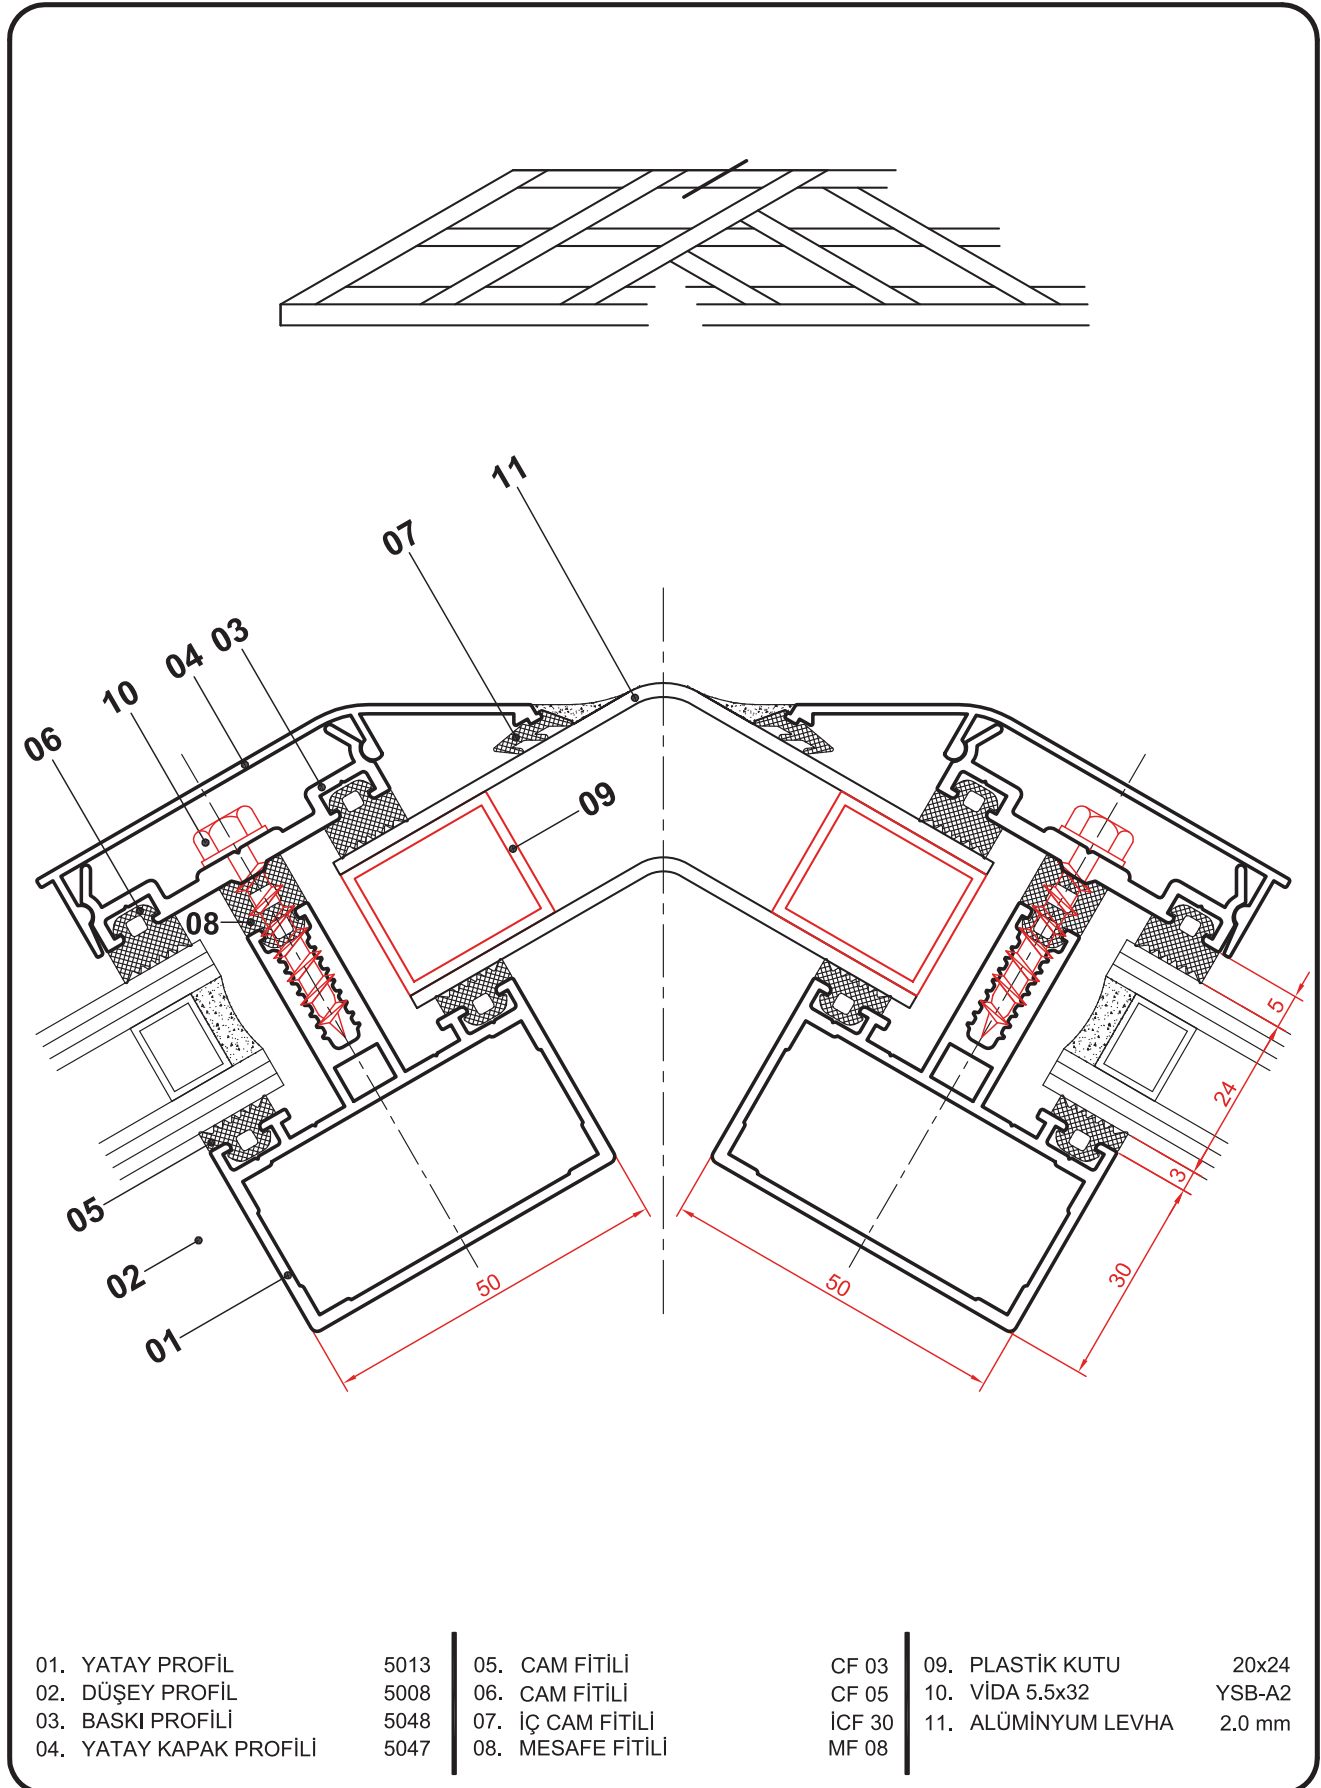 11
07
03
04
10
06
09
08
5
24
3
30
05
02
01
50
50
01. YATAY PROFİL 5013
02. DÜŞEY PROFİL 5008
03. BASKI PROFİLİ 5048
04. YATAY KAPAK PROFİLİ 5047
05. CAM FİTİLİ CF 03
06. CAM FİTİLİ CF 05
07. İÇ CAM FİTİLİ İCF 30
08. MESAFE FİTİLİ MF 08
09. PLASTİK KUTU 20x24
10. VİDA 5.5x32 YSB-A2
11. ALÜMİNYUM LEVHA 2.0 mm